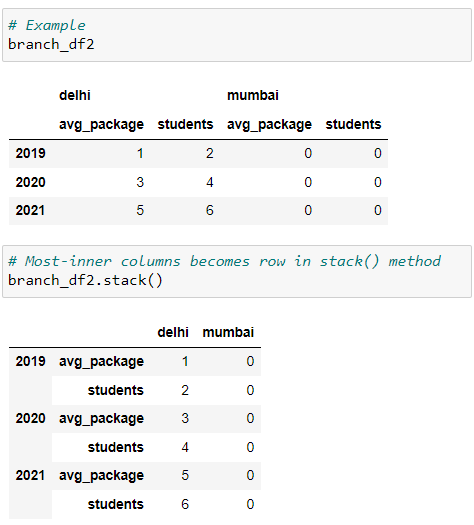 # Example
branch_df2
delhi mumbai
avg_package students avg_package students
2019 1 2 0 0
2020 3 4 0 0
2021 5 6 0 0
# Most-inner columns becomes row in stack() method
branch_df2.stack()
delhi mumbai
2019 avg_package 1 0
students 2 0
2020 avg_package 3 0
students 4 0
2021 avg_package 5 0
students 6 0